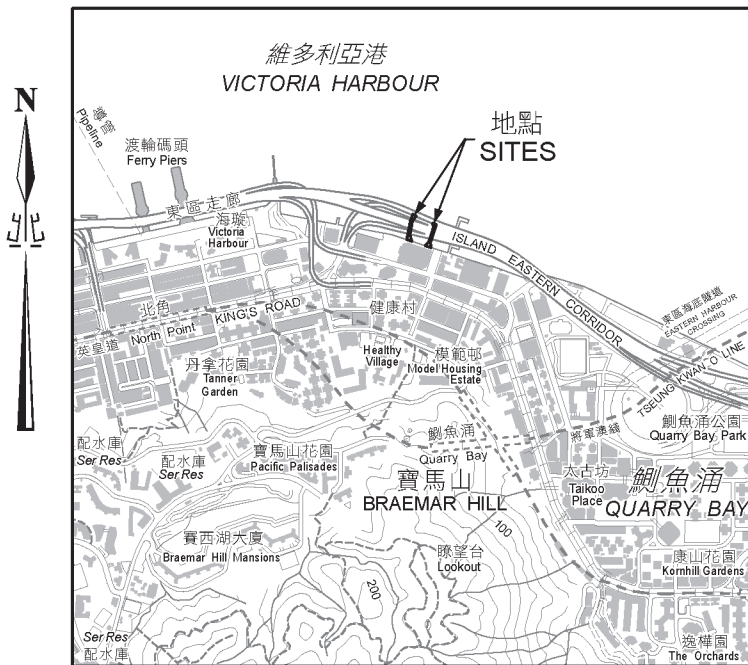 維多利亞港
VICTORIA HARBOUR
N
導管
Pipeline
渡輪碼頭
Ferry Piers
地點
SITES
東區走廊
海璇
Victoria
Harbour
ISLAND EASTERN CORRIDOR
東區海底隧道
EASTERN HARBOUR
CROSSING
北角
North Point
英皇道
KING'S ROAD
健康村
Healthy
Village
模範邨
Model Housing
Estate
丹拿花園
Tanner
Garden
TSEUNG KWAN O LINE
將軍澳綫
鰂魚涌公園
Quarry Bay Park
配水庫
Ser Res
配水庫
Ser Res
寶馬山花園
Pacific Palisades
鰂魚涌
Quarry Bay
寶馬山
BRAEMAR HILL
太古坊
Taikoo
Place
鰂魚涌
QUARRY BAY
賽西湖大廈
Braemar Hill Mansions
100
瞭望台
Lookout
200
康山花園
Kornhill Gardens
Ser Res
配水庫
逸樺園
The Orchards